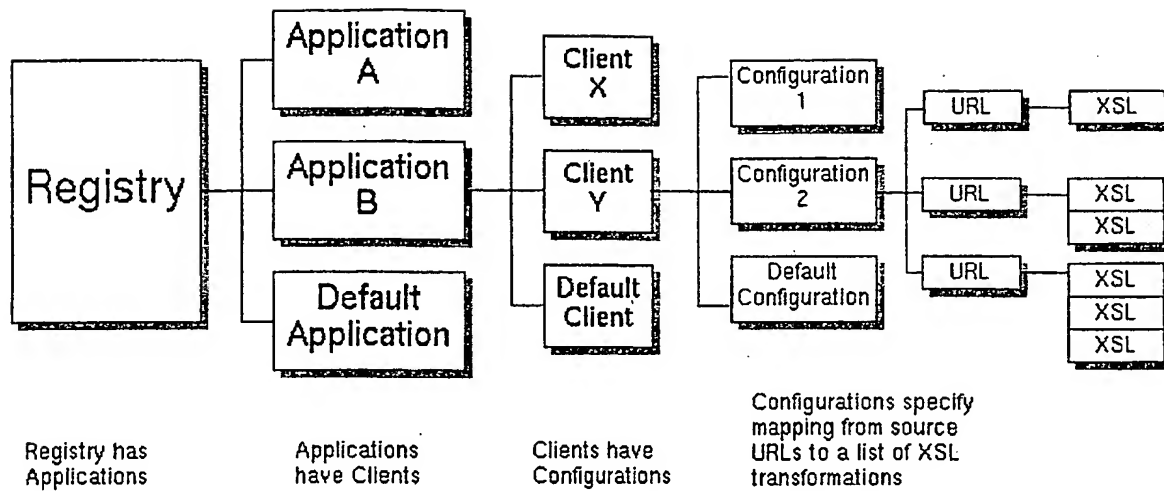 Registry
Application
A
Application
B
Default
Application
Client
X
Client
Y
Default
Client
Configuration
1
Configuration
2
Default
Configuration
URL
XSL
URL
XSL
XSL
URL
XSL
XSL
XSL
Registry has
Applications
Applications
have Clients
Clients have
Configurations
Configurations specify
mapping from source
URLs to a list of XSL
transformations